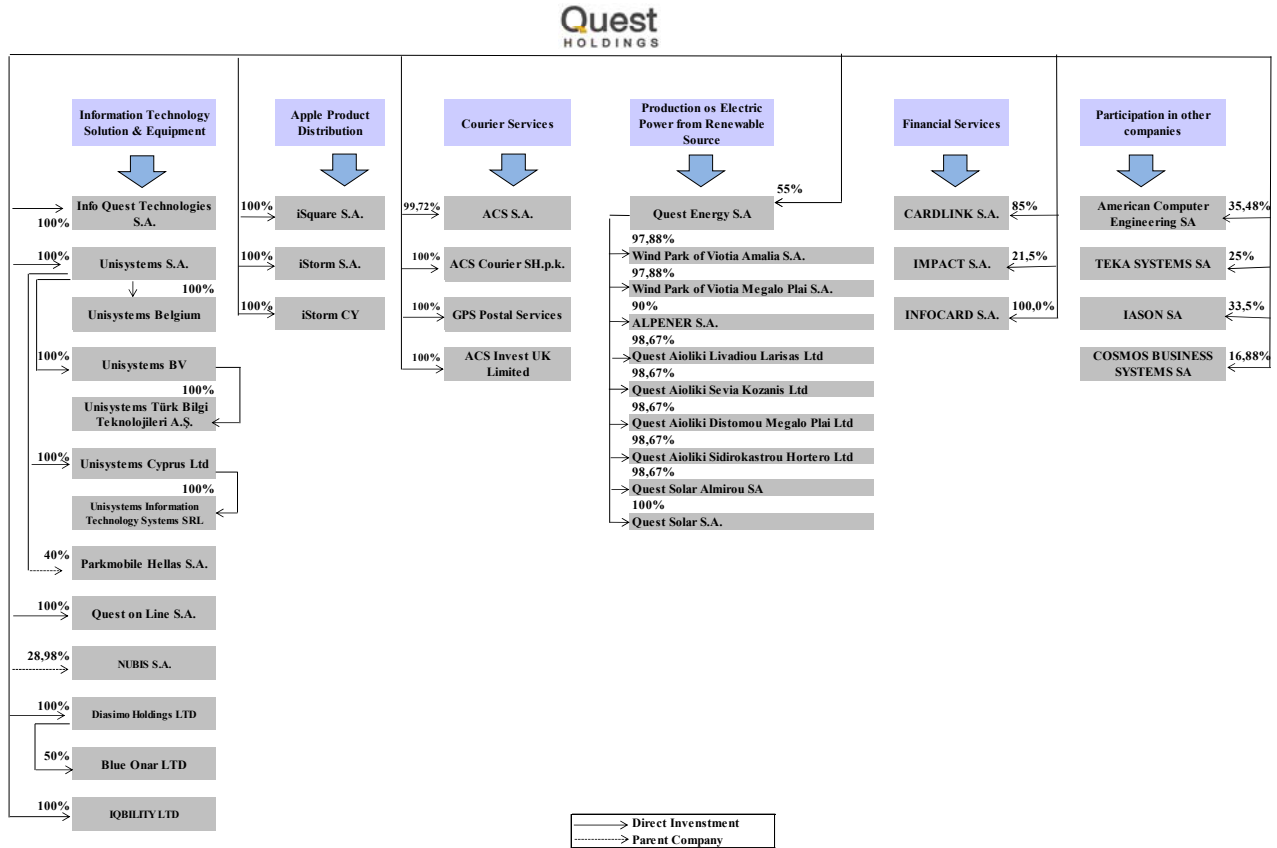 Quest
HOLDINGS
Information Technology
Solution & Equipment
100%
Info Quest Technologies
S.A.
100%
Unisystems S.A.
100%
Unisystems Belgium
100%
Unisystems BV
100%
Unisystems Türk Bilgi
Teknolojileri A.Ş.
100%
Unisystems Cyprus Ltd
100%
Unisystems Information
Technology Systems SRL
40%
Parkmobile Hellas S.A.
100%
Quest on Line S.A.
28,98%
NUBIS S.A.
100%
Diasimo Holdings LTD
50%
Blue Onar LTD
100%
IQBILITY LTD
Apple Product
Distribution
100%
iSquare S.A.
100%
iStorm S.A.
100%
iStorm CY
Courier Services
99,72%
ACS S.A.
100%
ACS Courier SH.p.k.
100%
GPS Postal Services
100%
ACS Invest UK
Limited
Production os Electric
Power from Renewable
Source
55%
Quest Energy S.A
97,88%
Wind Park of Viotia Amalia S.A.
97,88%
Wind Park of Viotia Megalo Plai S.A.
90%
ALPENER S.A.
98,67%
Quest Aioliki Livadiou Larisas Ltd
98,67%
Quest Aioliki Sevia Kozanis Ltd
98,67%
Quest Aioliki Distomou Megalo Plai Ltd
98,67%
Quest Aioliki Sidirokastrou Hortero Ltd
98,67%
Quest Solar Almirou SA
100%
Quest Solar S.A.
Financial Services
CARDLINK S.A.
85%
IMPACT S.A.
21,5%
INFOCARD S.A.
100,0%
Participation in other
companies
American Computer
Engineering SA
35,48%
TEKA SYSTEMS SA
25%
IASON SA
33,5%
COSMOS BUSINESS
SYSTEMS SA
16,88%
Direct Invenstment
Parent Company